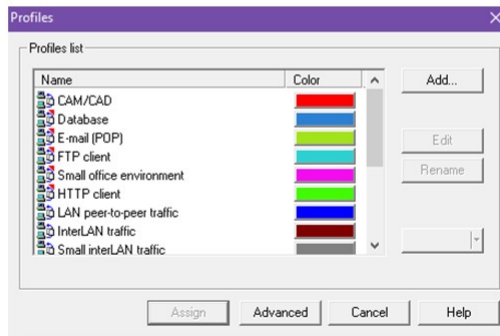 Profiles
Profiles list
Name Color
CAM/CAD
Database
E-mail (POP)
FTP client
Small office environment
HTTP client
LAN peer-to-peer traffic
InterLAN traffic
Small interLAN traffic
Add...
Edit
Rename
Assign Advanced Cancel Help